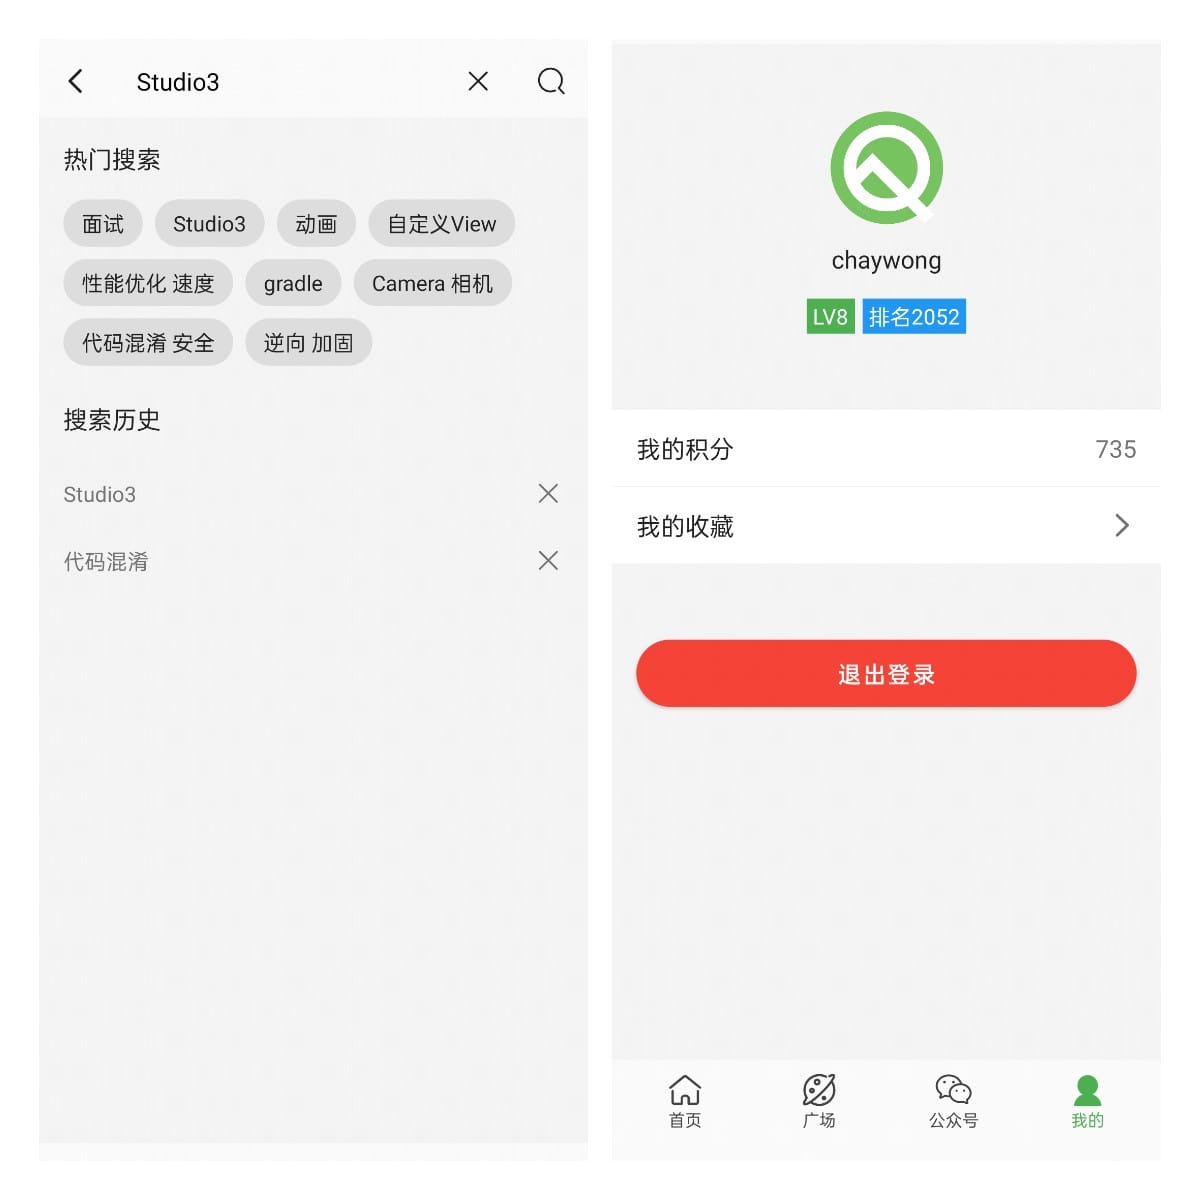 Studio3
热门搜索
面试 Studio3 动画 自定义View
性能优化 速度 gradle Camera 相机
代码混淆 安全 逆向 加固
搜索历史
Studio3
代码混淆
chaywong
LV8 排名2052
我的积分 735
我的收藏
退出登录
首页 广场 公众号 我的